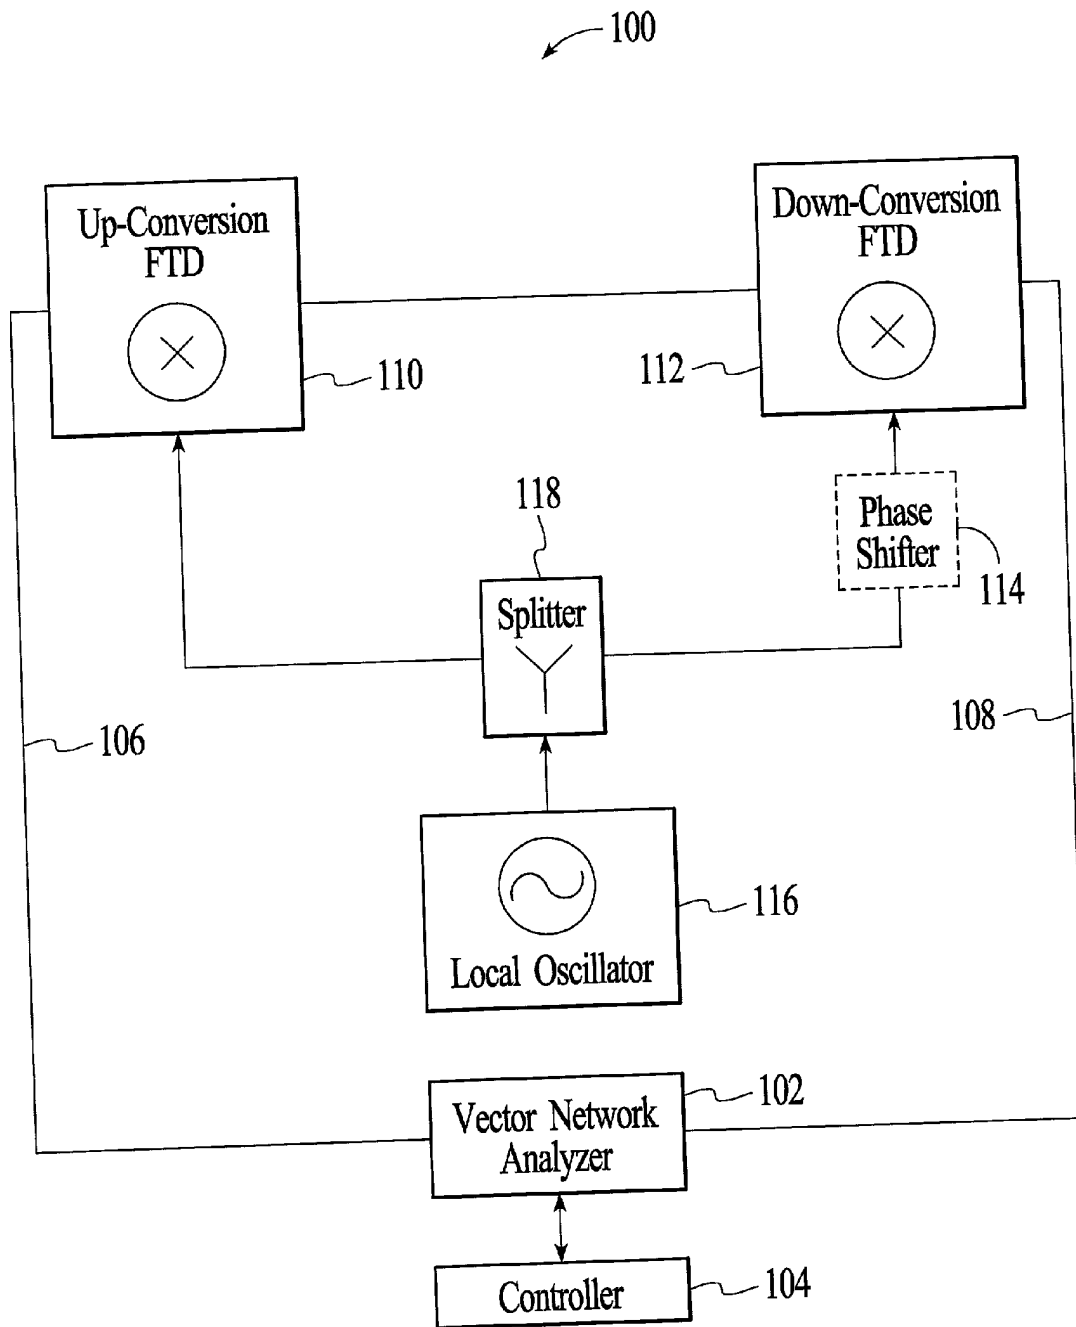 100
Up-Conversion
FTD
110
Down-Conversion
FTD
112
118
Splitter
Phase
Shifter
114
106
108
Local Oscillator
116
Vector Network
Analyzer
102
Controller
104